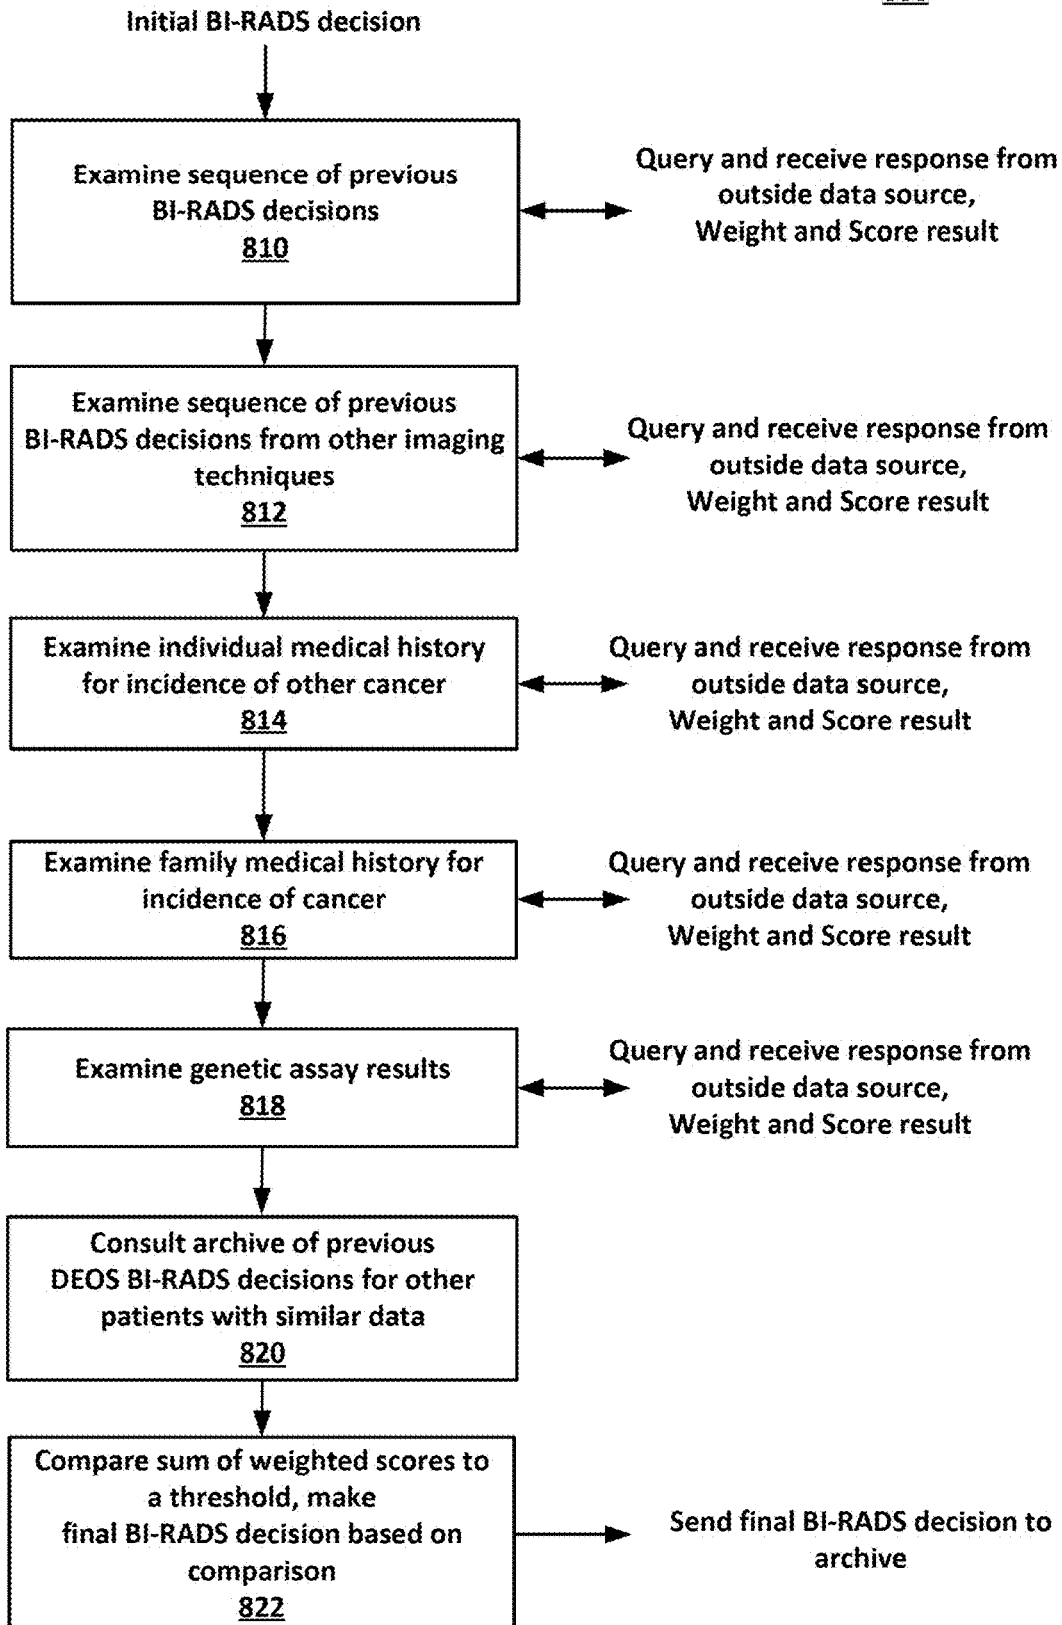 Initial BI-RADS decision
Examine sequence of previous
BI-RADS decisions
810
Query and receive response from
outside data source,
Weight and Score result
Examine sequence of previous
BI-RADS decisions from other imaging
techniques
812
Query and receive response from
outside data source,
Weight and Score result
Examine individual medical history
for incidence of other cancer
814
Query and receive response from
outside data source,
Weight and Score result
Examine family medical history for
incidence of cancer
816
Query and receive response from
outside data source,
Weight and Score result
Examine genetic assay results
818
Query and receive response from
outside data source,
Weight and Score result
Consult archive of previous
DEOS BI-RADS decisions for other
patients with similar data
820
Compare sum of weighted scores to
a threshold, make
final BI-RADS decision based on
comparison
822
Send final BI-RADS decision to
archive